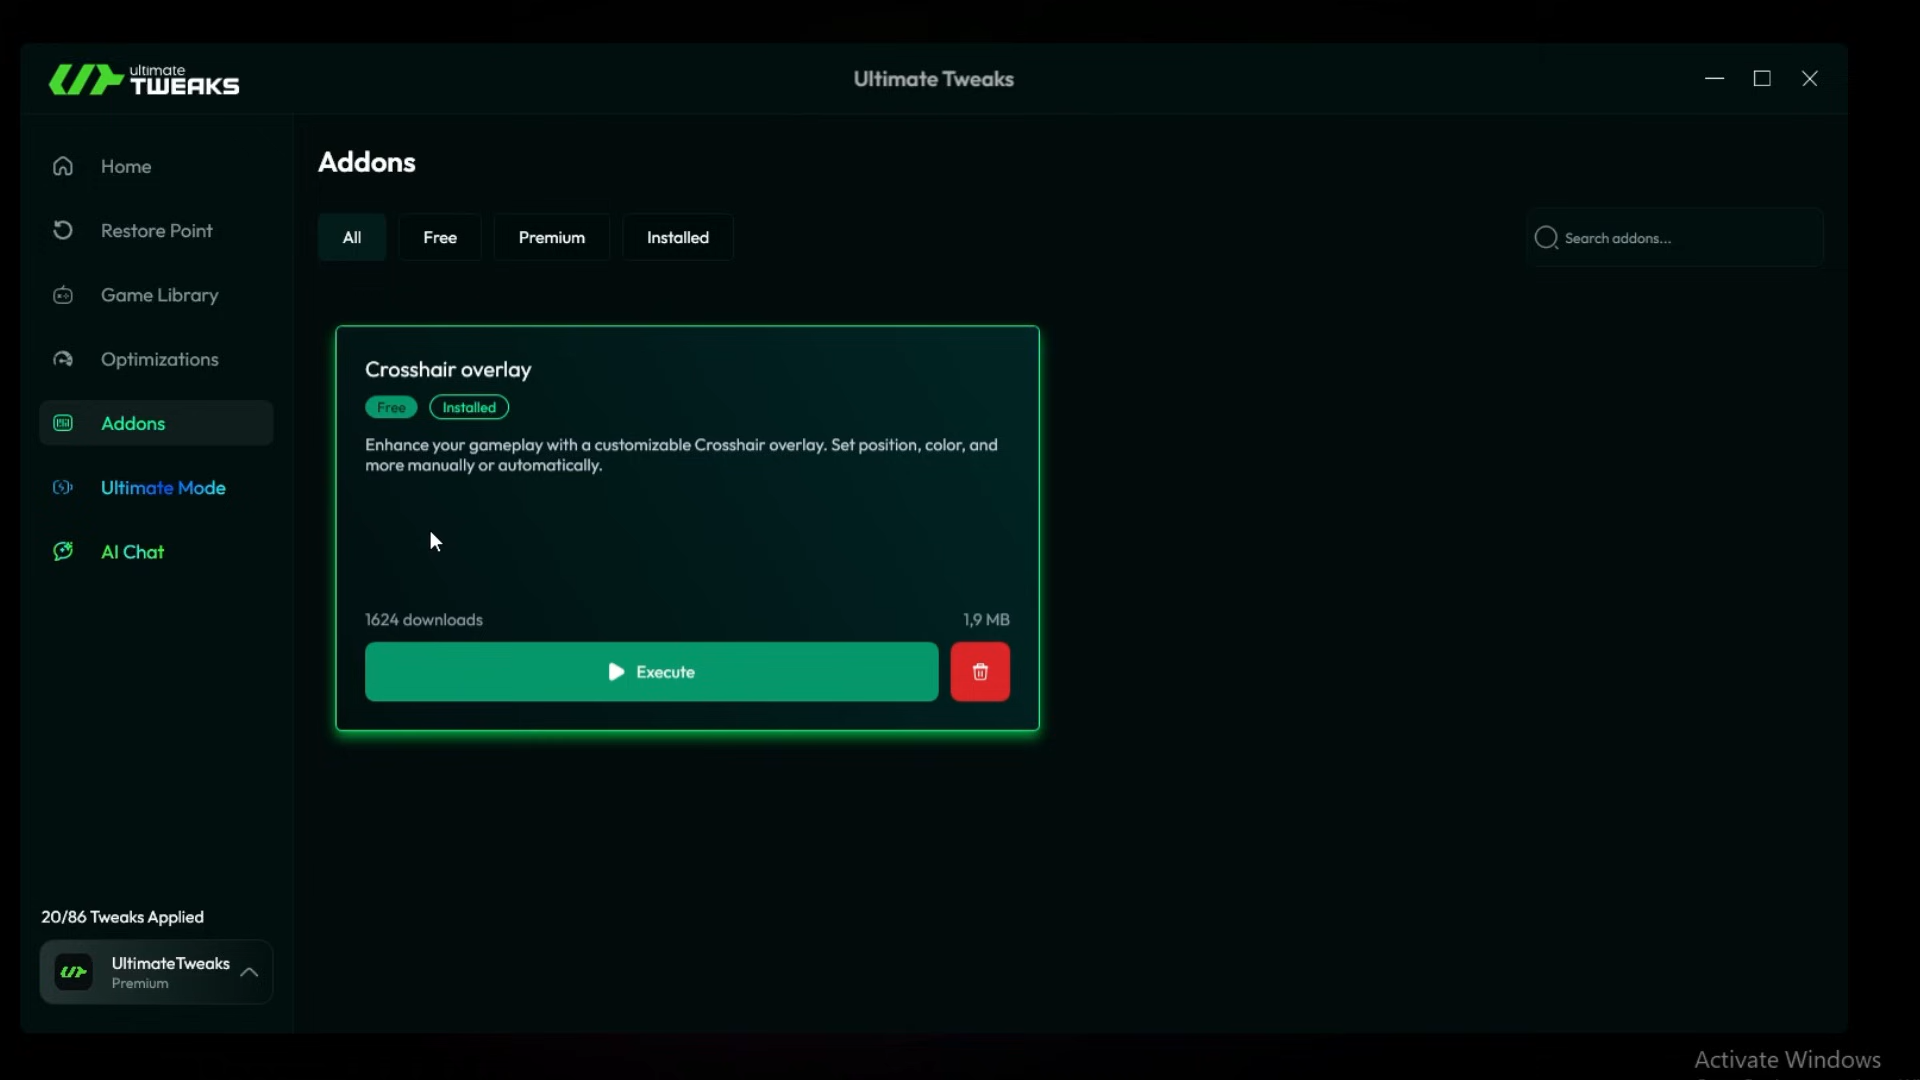 ultimate
TWEAKS
Ultimate Tweaks
Home
Restore Point
Game Library
Optimizations
Addons
Ultimate Mode
AI Chat
20/86 Tweaks Applied
UltimateTweaks
Premium
Addons
All
Free
Premium
Installed
Search addons...
Crosshair overlay
Free
Installed
Enhance your gameplay with a customizable Crosshair overlay. Set position, color, and
more manually or automatically.
1624 downloads
1,9 MB
Execute
Activate Windows